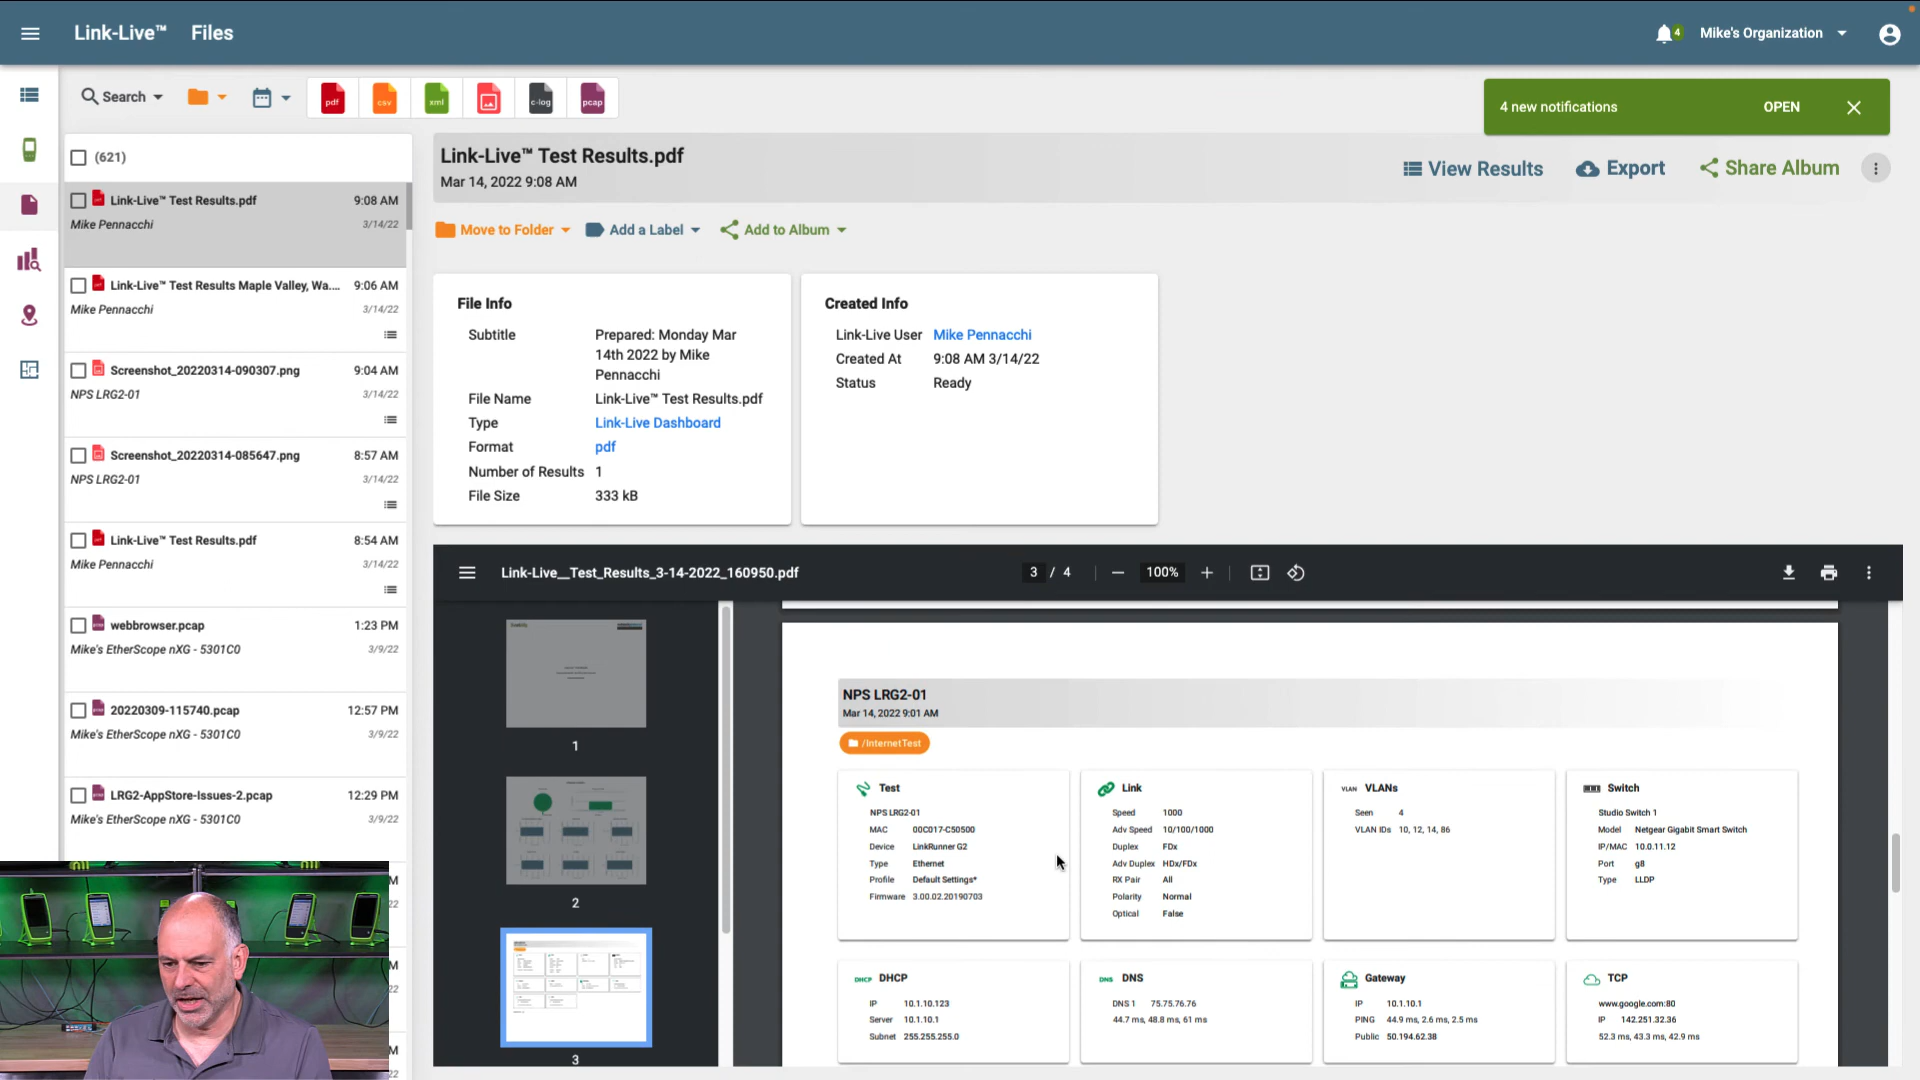 Link-Live™ Files
4
Mike's Organization
Search
pdf
csv
xml
c-log
pcap
4 new notifications OPEN
(621)
Link-Live™ Test Results.pdf 9:08 AM
Mike Pennacchi 3/14/22
Link-Live™ Test Results Maple Valley, Wa.... 9:06 AM
Mike Pennacchi 3/14/22
Screenshot_20220314-090307.png 9:04 AM
NPS LRG2-01 3/14/22
Screenshot_20220314-085647.png 8:57 AM
NPS LRG2-01 3/14/22
Link-Live™ Test Results.pdf 8:54 AM
Mike Pennacchi 3/14/22
webbrowser.pcap 1:23 PM
Mike's EtherScope nXG - 5301C0 3/9/22
20220309-115740.pcap 12:57 PM
Mike's EtherScope nXG - 5301C0 3/9/22
LRG2-AppStore-Issues-2.pcap 12:29 PM
Mike's EtherScope nXG - 5301C0 3/9/22
Link-Live™ Test Results.pdf
Mar 14, 2022 9:08 AM
View Results Export Share Album
Move to Folder Add a Label Add to Album
File Info
Subtitle Prepared: Monday Mar
14th 2022 by Mike
Pennacchi
File Name Link-Live™ Test Results.pdf
Type Link-Live Dashboard
Format pdf
Number of Results 1
File Size 333 kB
Created Info
Link-Live User Mike Pennacchi
Created At 9:08 AM 3/14/22
Status Ready
Link-Live__Test_Results_3-14-2022_160950.pdf 3 / 4 100%
1
2
3
NPS LRG2-01
Mar 14, 2022 9:01 AM
/InternetTest
Test
NPS LRG2-01
MAC 00C017-C50500
Device LinkRunner G2
Type Ethernet
Profile Default Settings*
Firmware 3.00.02.20190703
Link
Speed 1000
Adv Speed 10/100/1000
Duplex FDx
Adv Duplex HDx/FDx
RX Pair All
Polarity Normal
Optical False
VLAN VLANs
Seen 4
VLAN IDs 10, 12, 14, 86
Switch
Studio Switch 1
Model Netgear Gigabit Smart Switch
IP/MAC 10.0.11.12
Port g8
Type LLDP
DHCP DHCP
IP 10.1.10.123
Server 10.1.10.1
Subnet 255.255.255.0
DNS DNS
DNS 1 75.75.76.76
44.7 ms, 48.8 ms, 61 ms
Gateway
IP 10.1.10.1
PING 44.9 ms, 2.6 ms, 2.5 ms
Public 50.194.62.38
TCP
www.google.com:80
IP 142.251.32.36
52.3 ms, 43.3 ms, 42.9 ms